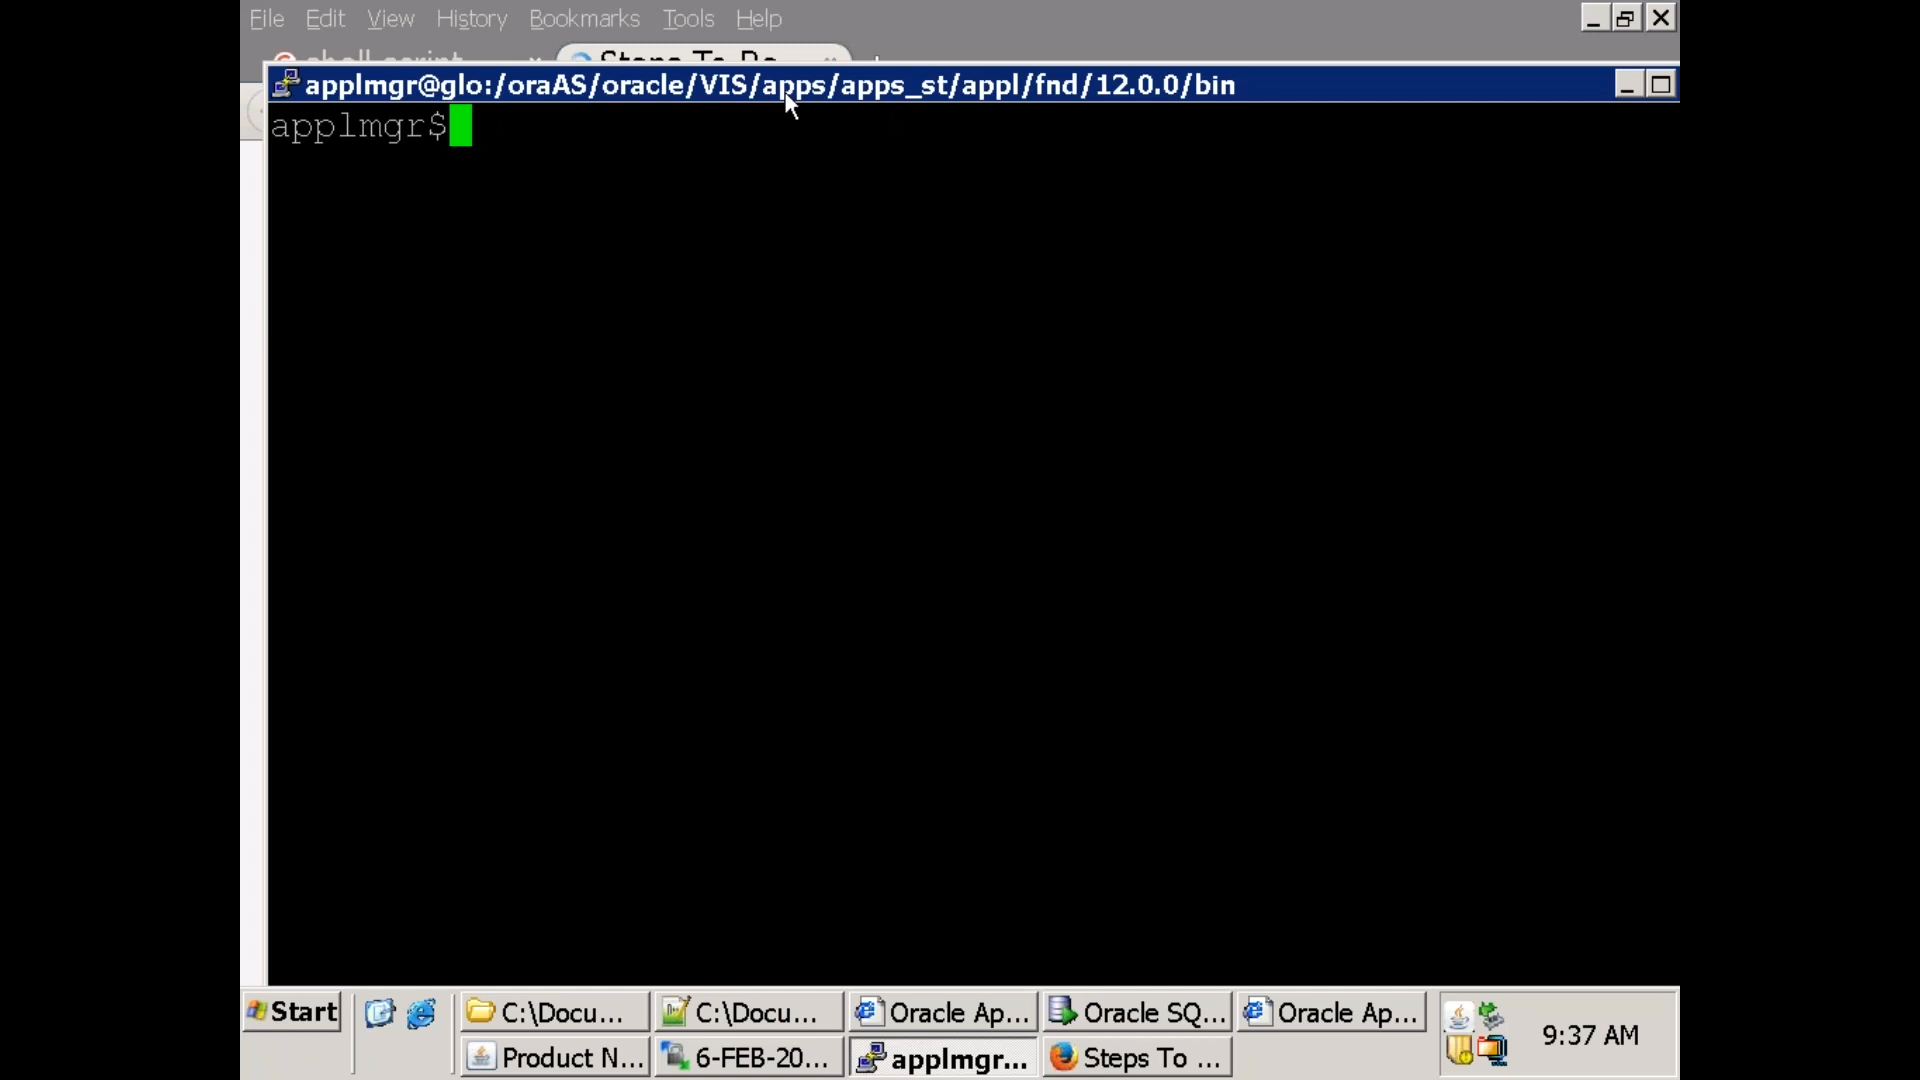 File Edit View History Bookmarks Tools Help
applmgr@glo:/oraAS/oracle/VIS/apps/apps_st/appl/fnd/12.0.0/bin
applmgr$
Start
C:\Docu...
C:\Docu...
Oracle Ap...
Oracle SQ...
Oracle Ap...
Product N...
6-FEB-20...
applmgr...
Steps To ...
9:37 AM